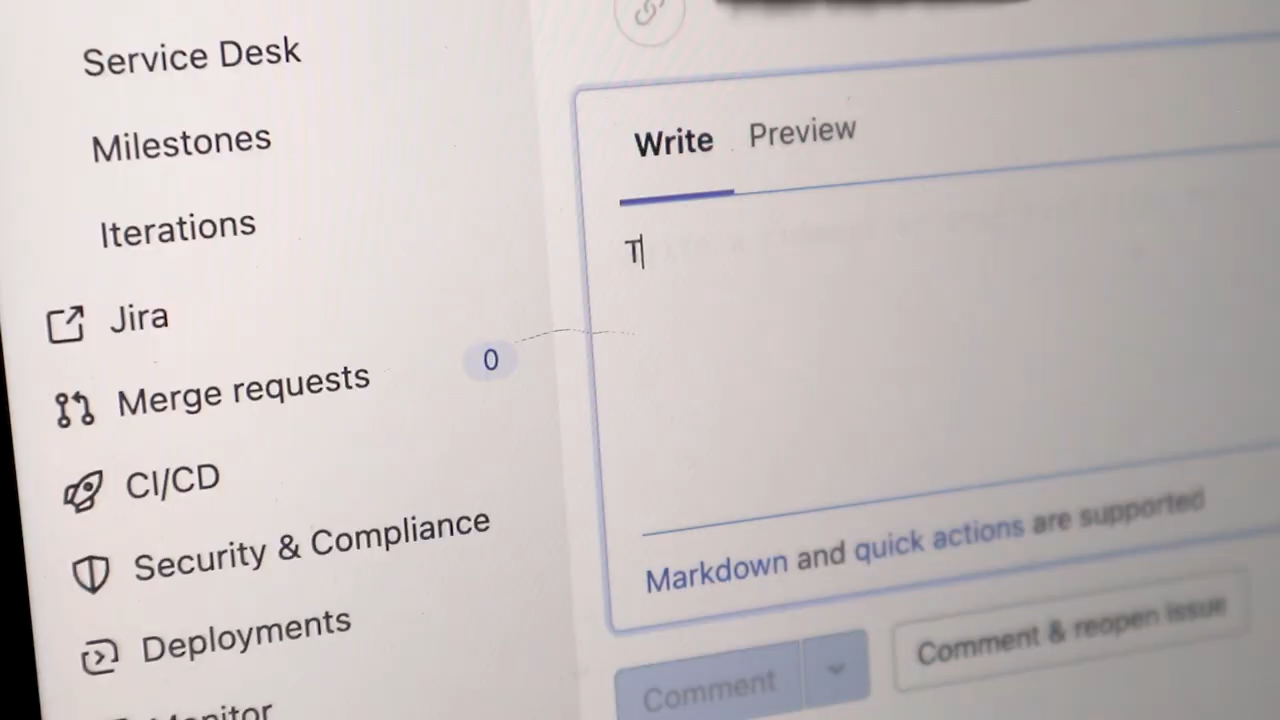 Service Desk
Milestones
Iterations
Jira
Merge requests 0
CI/CD
Security & Compliance
Deployments
Monitor
Write Preview
T
Markdown and quick actions are supported
Comment
Comment & reopen issue